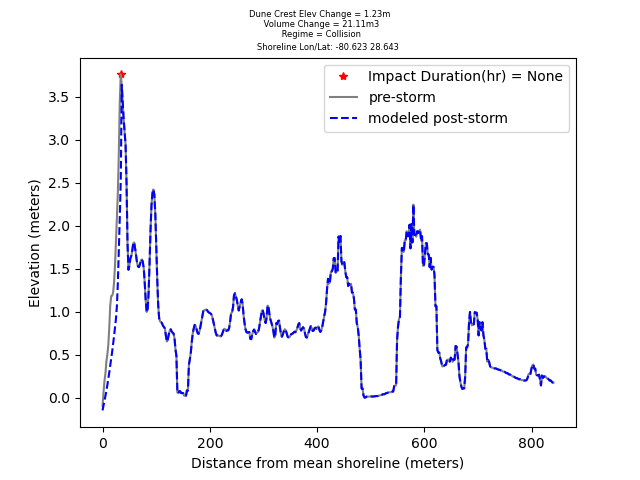 Dune Crest Elev Change = 1.23m
Volume Change = 21.11m3
Regime = Collision
Shoreline Lon/Lat: -80.623 28.643
Impact Duration(hr) = None
pre-storm
modeled post-storm
Elevation (meters)
3.5
3.0
2.5
2.0
1.5
1.0
0.5
0.0
0 200 400 600 800
Distance from mean shoreline (meters)